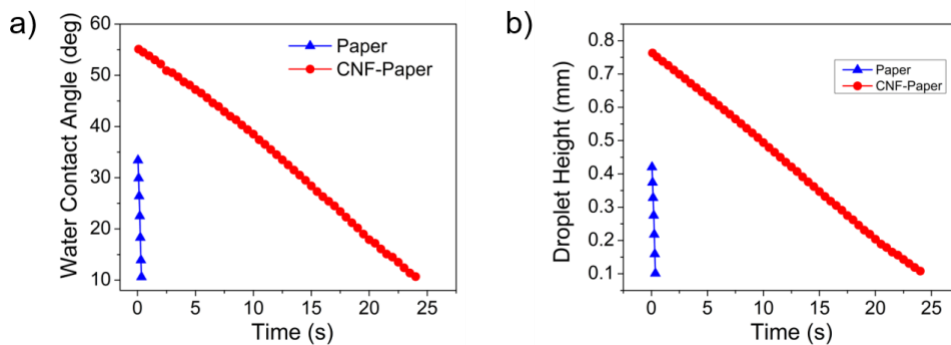 a)
Water Contact Angle (deg)
60
50
40
30
20
10
0
5
10
15
20
25
Time (s)
Paper
CNF-Paper
b)
Droplet Height (mm)
0.8
0.7
0.6
0.5
0.4
0.3
0.2
0.1
0
5
10
15
20
25
Time (s)
Paper
CNF-Paper